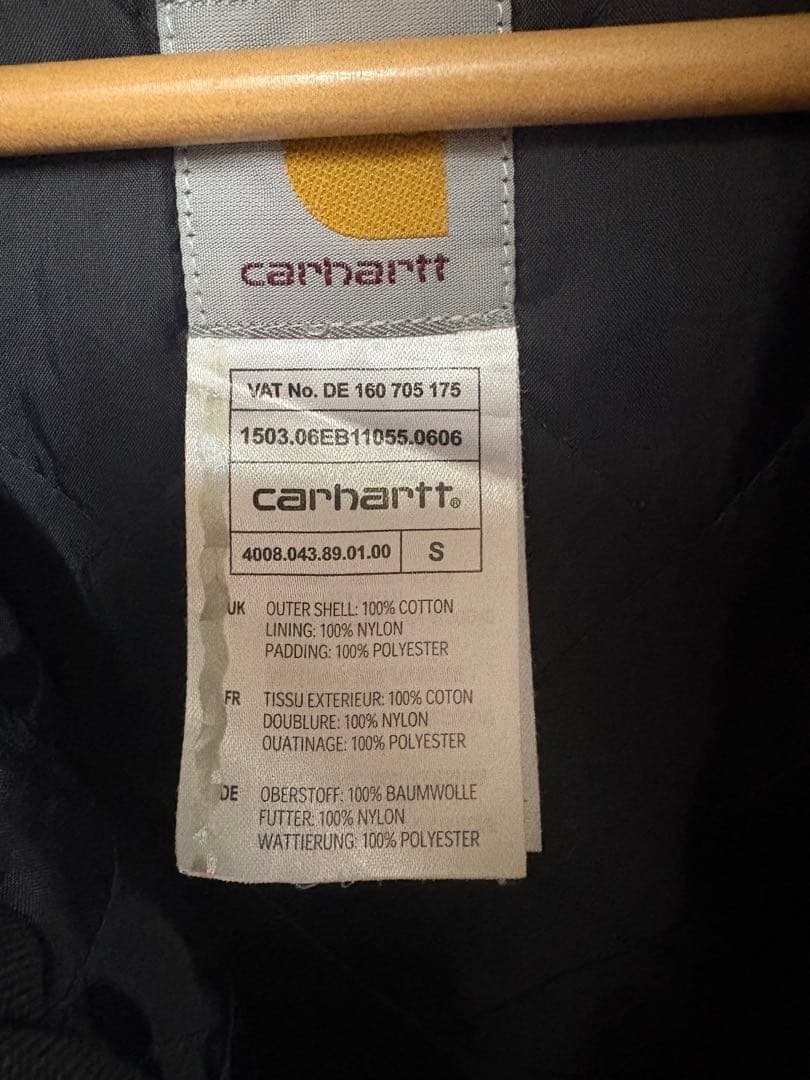 carhartt
VAT No. DE 160 705 175
1503.06EB11055.0606
carhartt®
4008.043.89.01.00 S
UK OUTER SHELL: 100% COTTON
LINING: 100% NYLON
PADDING: 100% POLYESTER
FR TISSU EXTERIEUR: 100% COTON
DOUBLURE: 100% NYLON
OUATINAGE: 100% POLYESTER
DE OBERSTOFF: 100% BAUMWOLLE
FUTTER: 100% NYLON
WATTIERUNG: 100% POLYESTER